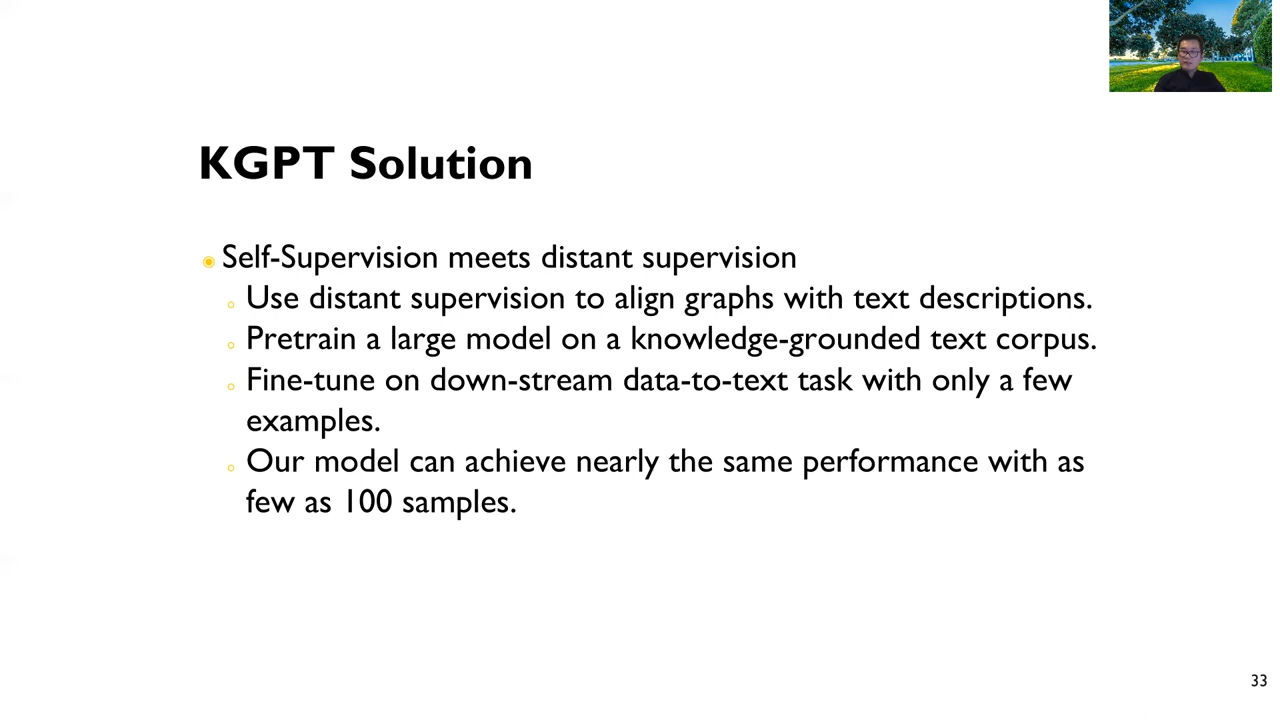 KGPT Solution
Self-Supervision meets distant supervision
Use distant supervision to align graphs with text descriptions.
Pretrain a large model on a knowledge-grounded text corpus.
Fine-tune on down-stream data-to-text task with only a few
examples.
Our model can achieve nearly the same performance with as
few as 100 samples.
33